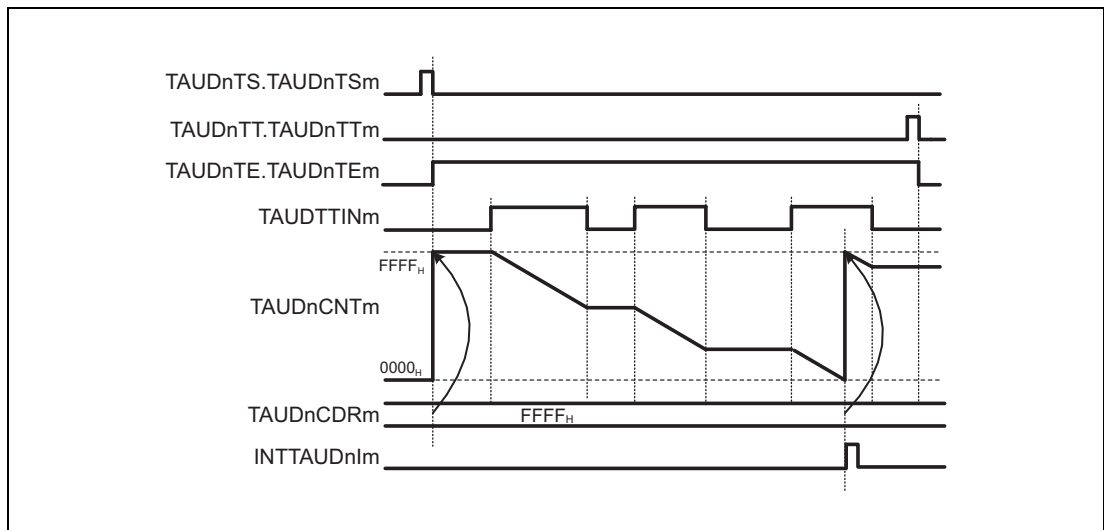 TAUDnTS.TAUDnTSm
TAUDnTT.TAUDnTTm
TAUDnTE.TAUDnTEm
TAUDTTINm
FFFFH
TAUDnCNTm
0000H
TAUDnCDRm
FFFFH
INTTAUDnIm